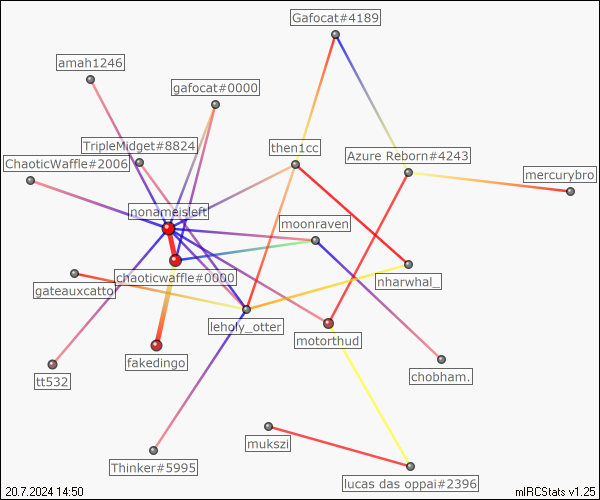 Gafocat#4189
amah1246
gafocat#0000
TripleMidget#8824
then1cc
Azure Reborn#4243
ChaoticWaffle#2006
mercurybro
nonameisleft
moonraven
chaoticwaffle#0000
nharwhal_
gateauxcatto
leholy_otter
motorthud
fakedingo
chobham.
tt532
mukszi
Thinker#5995
lucas das oppai#2396
20.7.2024 14:50
mIRCStats v1.25